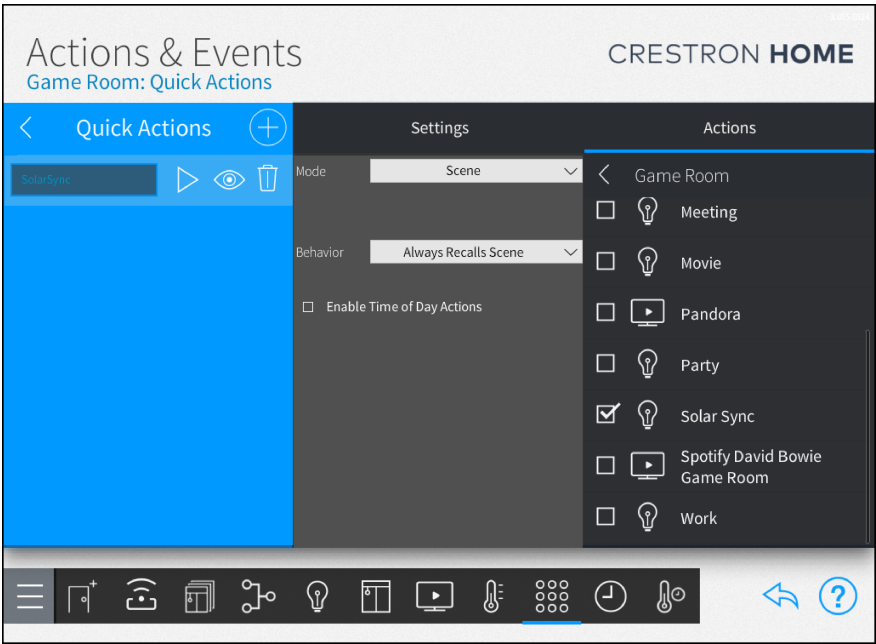 Actions & Events
CRESTRON HOME
Game Room: Quick Actions
Quick Actions
Settings
Actions
SolarSync
Mode
Scene
Game Room
Meeting
Behavior
Always Recalls Scene
Movie
Enable Time of Day Actions
Pandora
Party
Solar Sync
Spotify David Bowie
Game Room
Work
?